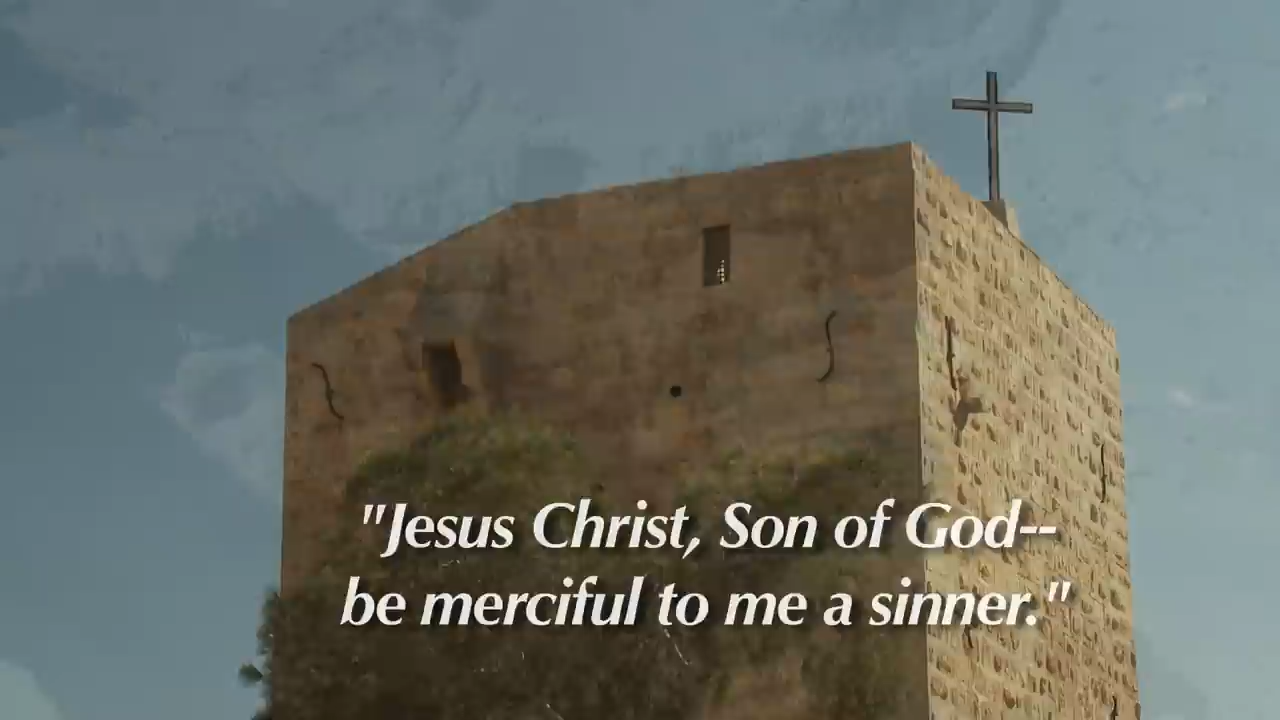 "Jesus Christ, Son of God--
be merciful to me a sinner."